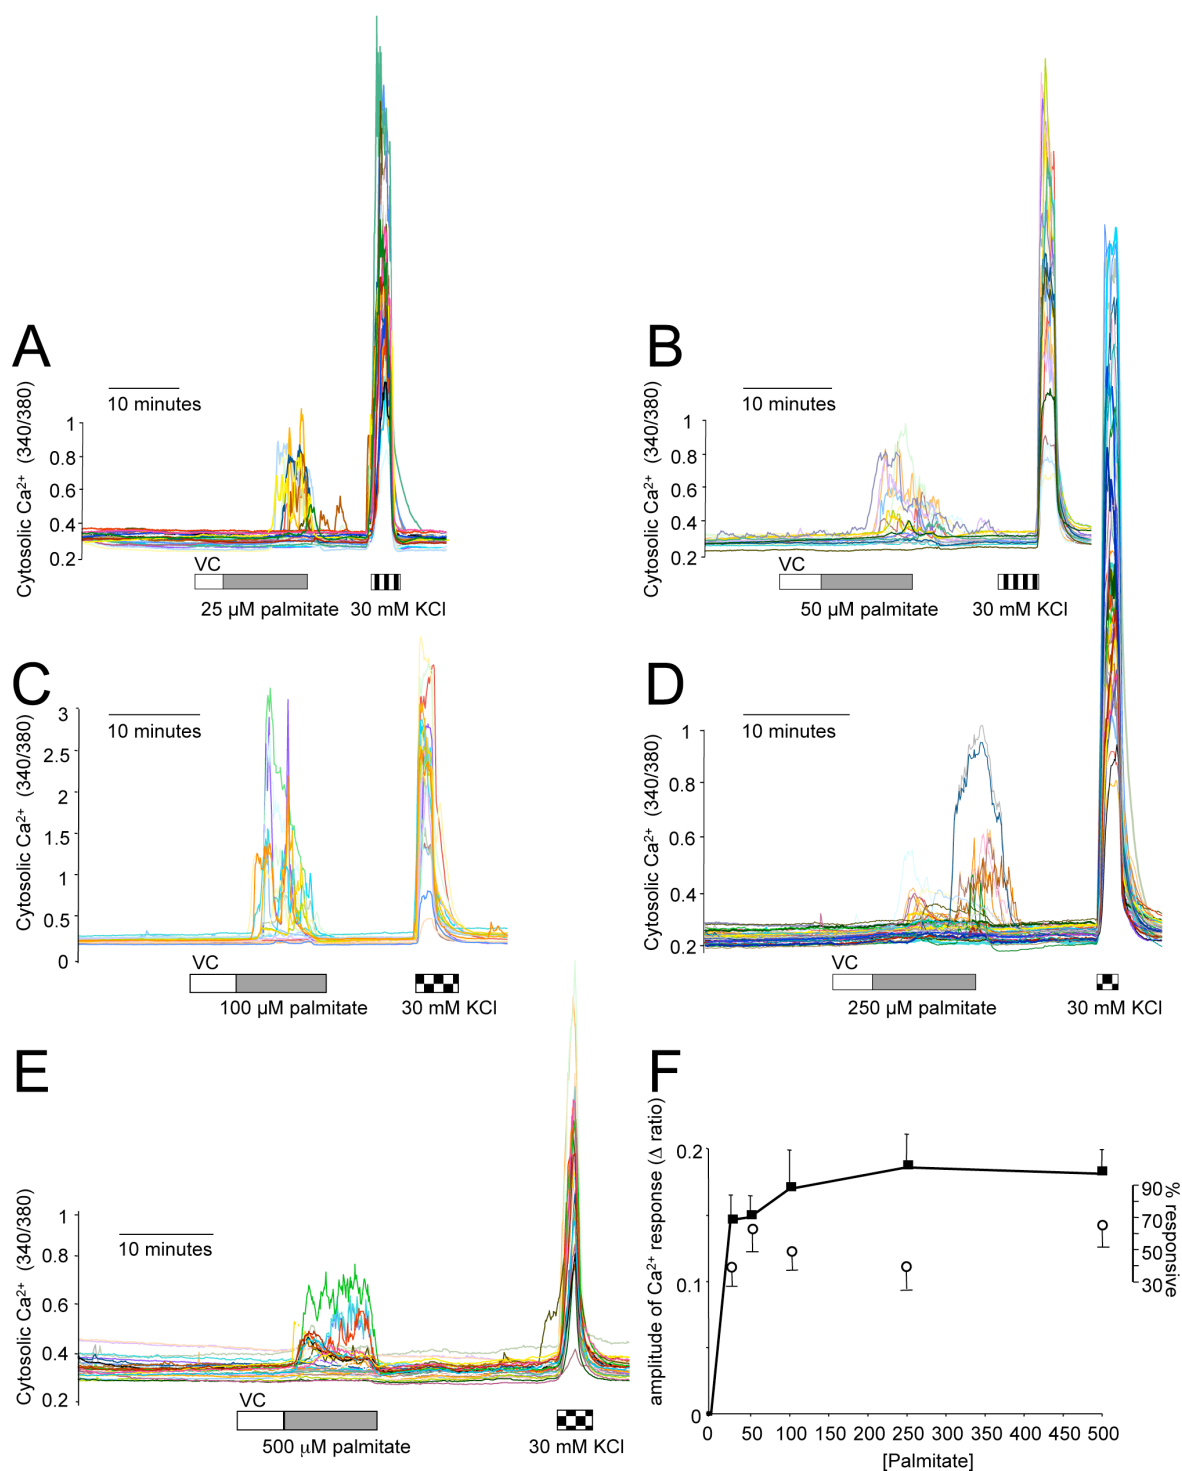 A
Cytosolic Ca²⁺ (340/380)
10 minutes
1
0.8
0.6
0.4
0.2
VC
25 µM palmitate
30 mM KCl
B
Cytosolic Ca²⁺ (340/380)
10 minutes
1
0.8
0.6
0.4
0.2
VC
50 µM palmitate
30 mM KCl
C
Cytosolic Ca²⁺ (340/380)
10 minutes
3
2.5
2
1.5
1
0.5
0
VC
100 µM palmitate
30 mM KCl
D
Cytosolic Ca²⁺ (340/380)
10 minutes
1
0.8
0.6
0.4
0.2
VC
250 µM palmitate
30 mM KCl
E
Cytosolic Ca²⁺ (340/380)
10 minutes
1
0.8
0.6
0.4
0.2
VC
500 µM palmitate
30 mM KCl
F
amplitude of Ca²⁺ response (Δ ratio)
0.2
0.1
0
90
70
50
30
% responsive
0 50 100 150 200 250 300 350 400 450 500
[Palmitate]